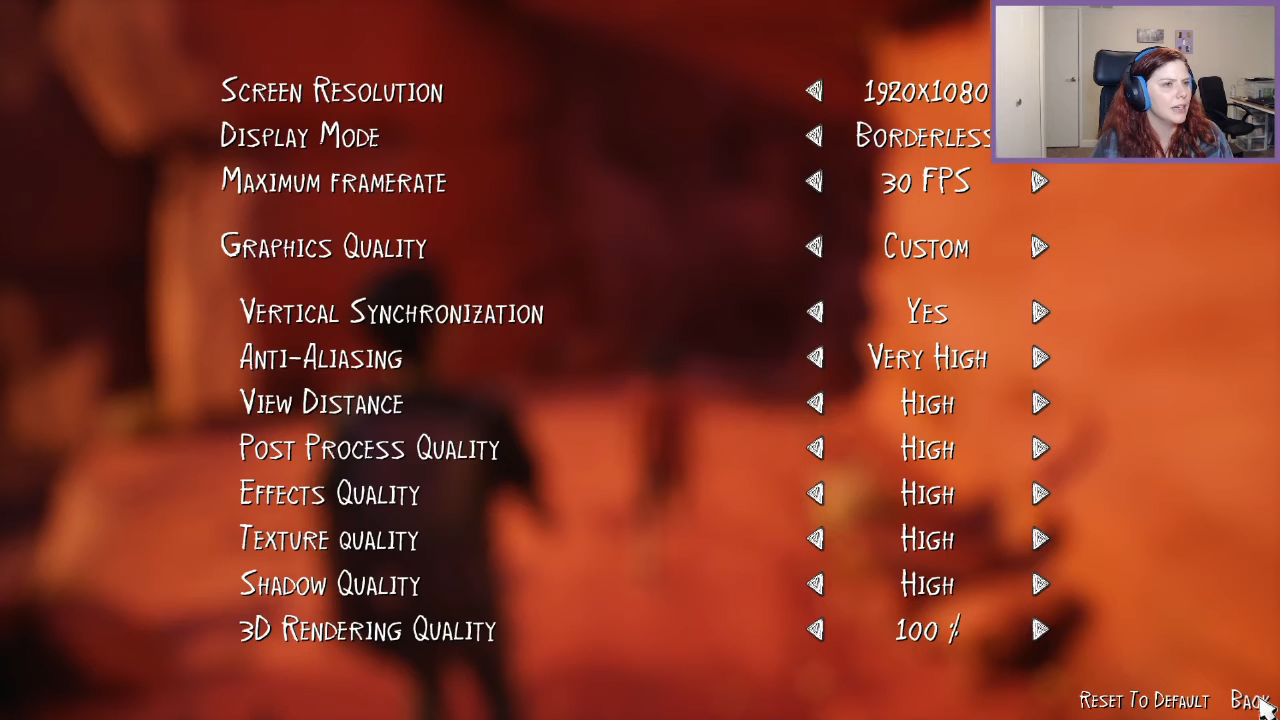 Screen Resolution 1920x1080
Display Mode Borderless
Maximum framerate 30 FPS
Graphics Quality Custom
Vertical Synchronization Yes
Anti-Aliasing Very High
View Distance High
Post Process Quality High
Effects Quality High
Texture quality High
Shadow Quality High
3D Rendering Quality 100 %
Reset To Default Back